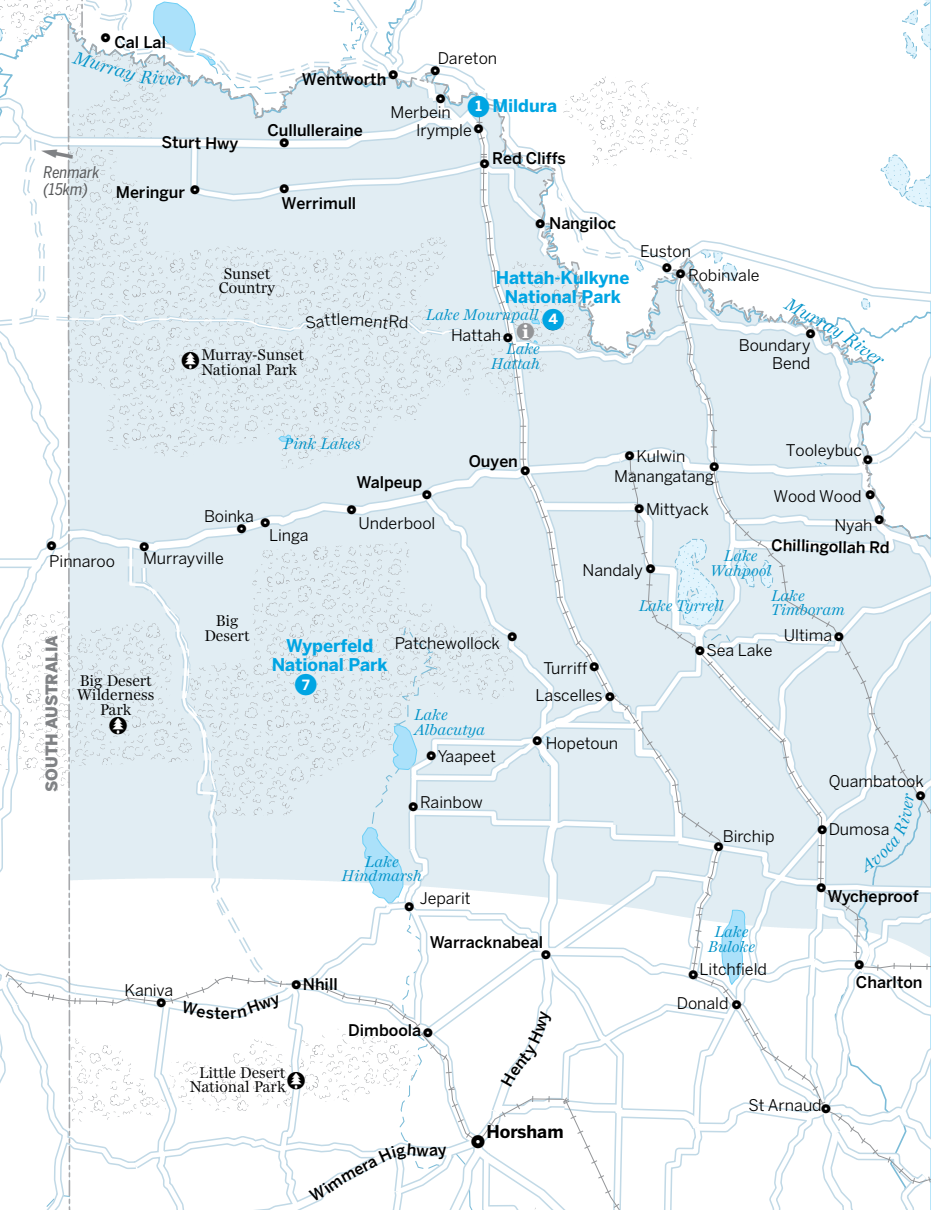 Cal Lal
Murray River
Dareton
Wentworth
Merbein
1 Mildura
Irymple
Cullulleraine
Sturt Hwy
Red Cliffs
Renmark
(15km)
Meringur
Werrimull
Nangiloc
Euston
Robinvale
Sunset
Country
Hattah-Kulkyne
National Park
4
Lake Mournpall
Sattlement Rd
Hattah
i
Lake
Hattah
Murray River
Boundary
Bend
Murray-Sunset
National Park
Pink Lakes
Tooleybuc
Kulwin
Ouyen
Manangatang
Walpeup
Wood Wood
Boinka
Linga
Underbool
Mittyack
Nyah
Chillingollah Rd
Pinnaroo
Murrayville
Lake
Wahpool
Nandaly
Lake Tyrrell
Lake
Timboram
Big
Desert
Patchewollock
Ultima
Wyperfeld
National Park
7
Sea Lake
Turriff
SOUTH AUSTRALIA
Big Desert
Wilderness
Park
Lascelles
Lake
Albacutya
Hopetoun
Yaapeet
Quambatook
Rainbow
Birchip
Dumosa
Avoca River
Lake
Hindmarsh
Wycheproof
Jeparit
Lake
Buloke
Warracknabeal
Litchfield
Charlton
Kaniva
Nhill
Western Hwy
Donald
Dimboola
Henty Hwy
Little Desert
National Park
St Arnaud
Horsham
Wimmera Highway